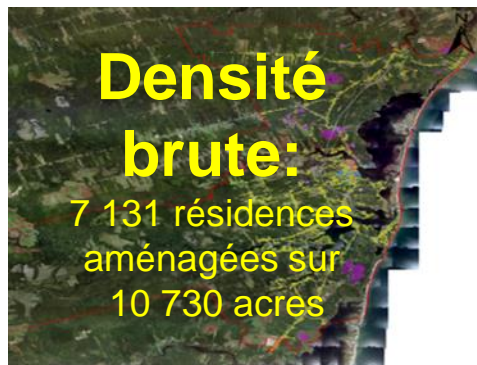 Densité
brute:
7 131 résidences
aménagées sur
10 730 acres
N